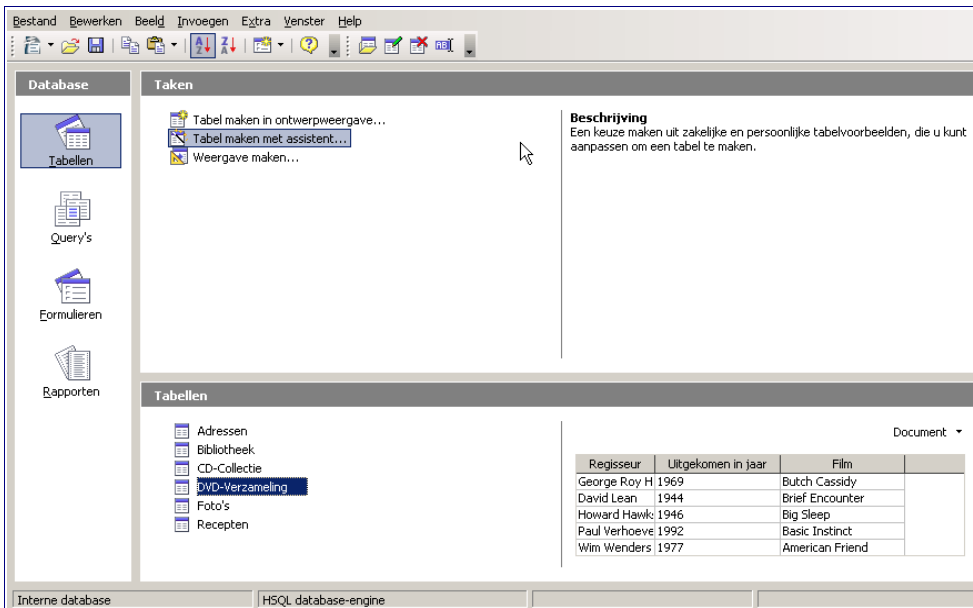 Bestand Bewerken Beeld Invoegen Extra Venster Help
Database
Tabellen
Query's
Formulieren
Rapporten
Taken
Tabel maken in ontwerpweergave...
Tabel maken met assistent...
Weergave maken...
Beschrijving
Een keuze maken uit zakelijke en persoonlijke tabelvoorbeelden, die u kunt
aanpassen om een tabel te maken.
Tabellen
Adressen
Bibliotheek
CD-Collectie
DVD-Verzameling
Foto's
Recepten
Document
Regisseur Uitgekomen in jaar Film
George Roy H 1969 Butch Cassidy
David Lean 1944 Brief Encounter
Howard Hawk 1946 Big Sleep
Paul Verhoeve 1992 Basic Instinct
Wim Wenders 1977 American Friend
Interne database HSQL database-engine